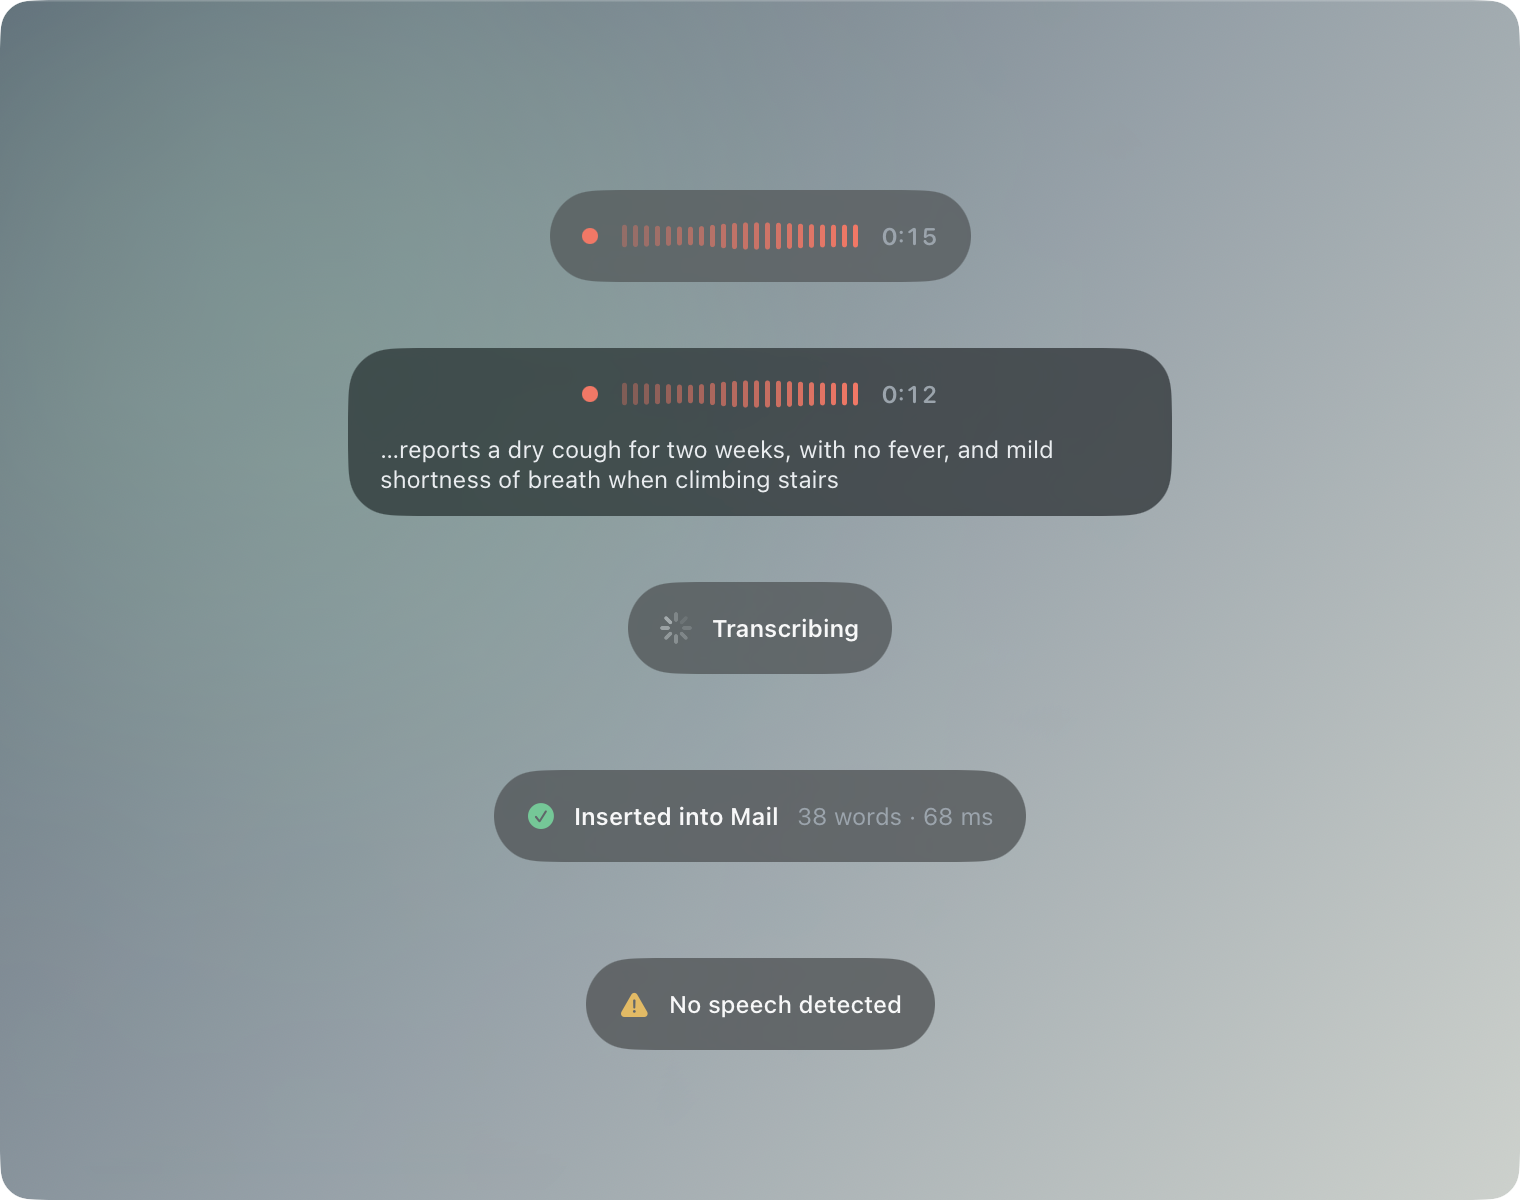 0:15
0:12
...reports a dry cough for two weeks, with no fever, and mild
shortness of breath when climbing stairs
Transcribing
Inserted into Mail 38 words · 68 ms
No speech detected